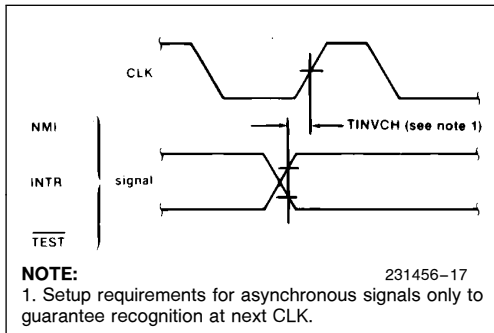 CLK
NMI
TINVCH (see note 1)
INTR
signal
TEST
NOTE: 231456–17
1. Setup requirements for asynchronous signals only to
guarantee recognition at next CLK.